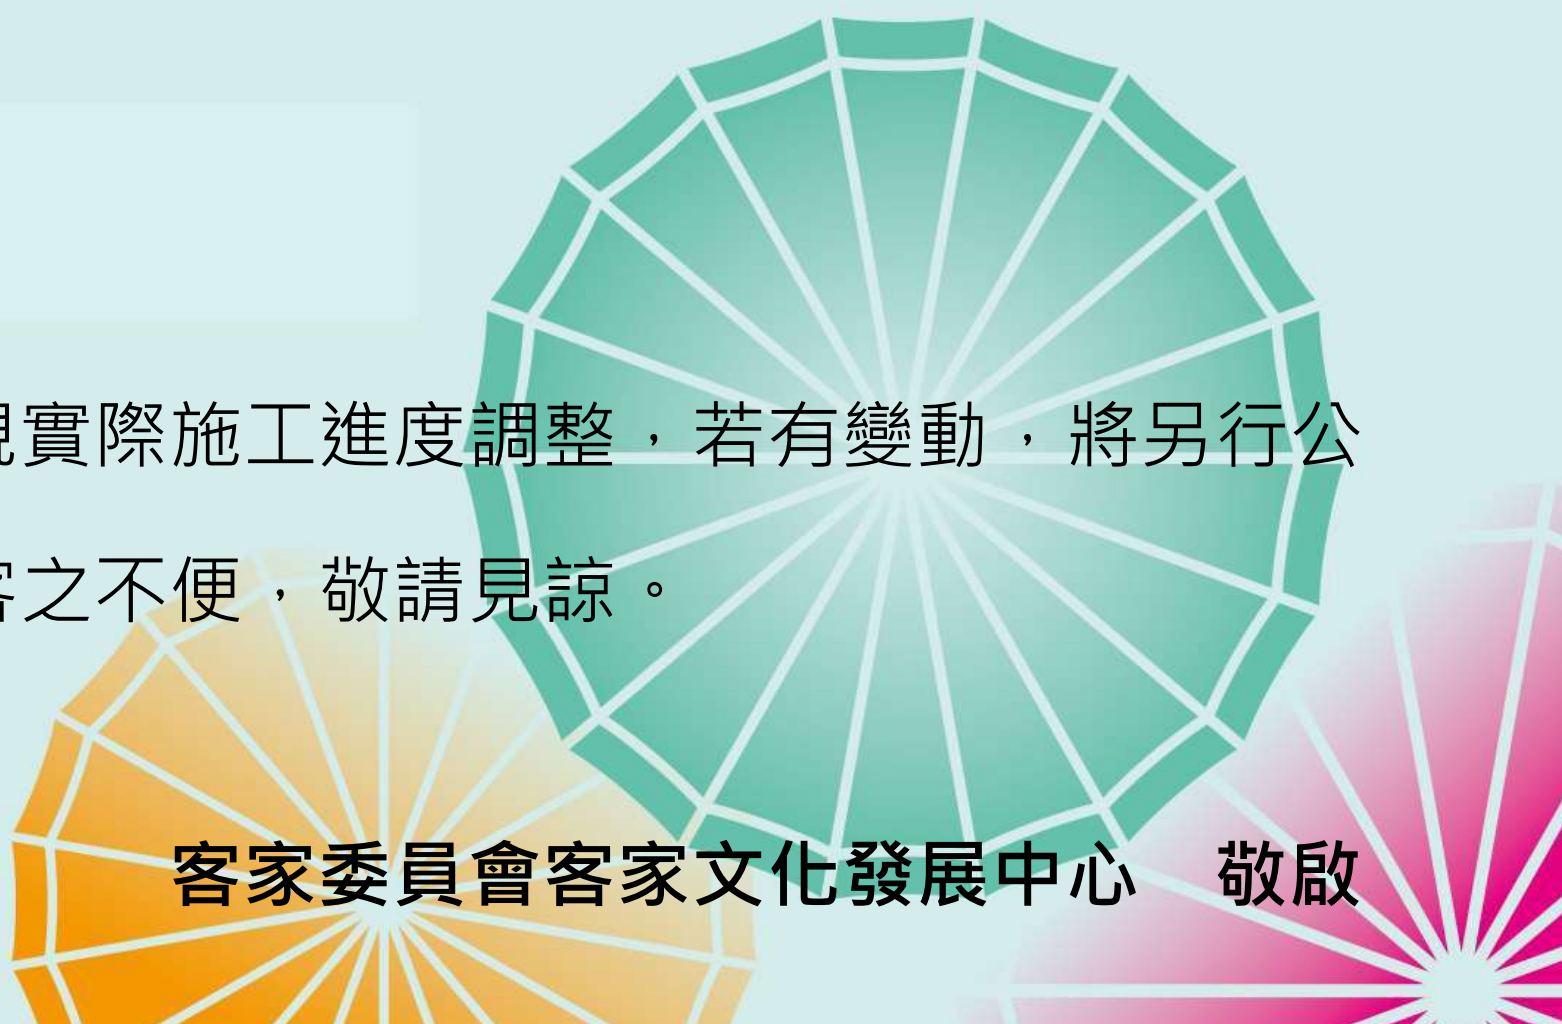 實際施工進度調整，若有變動，將另行公
之不便，敬請見諒。
客家委員會客家文化發展中心　敬啟